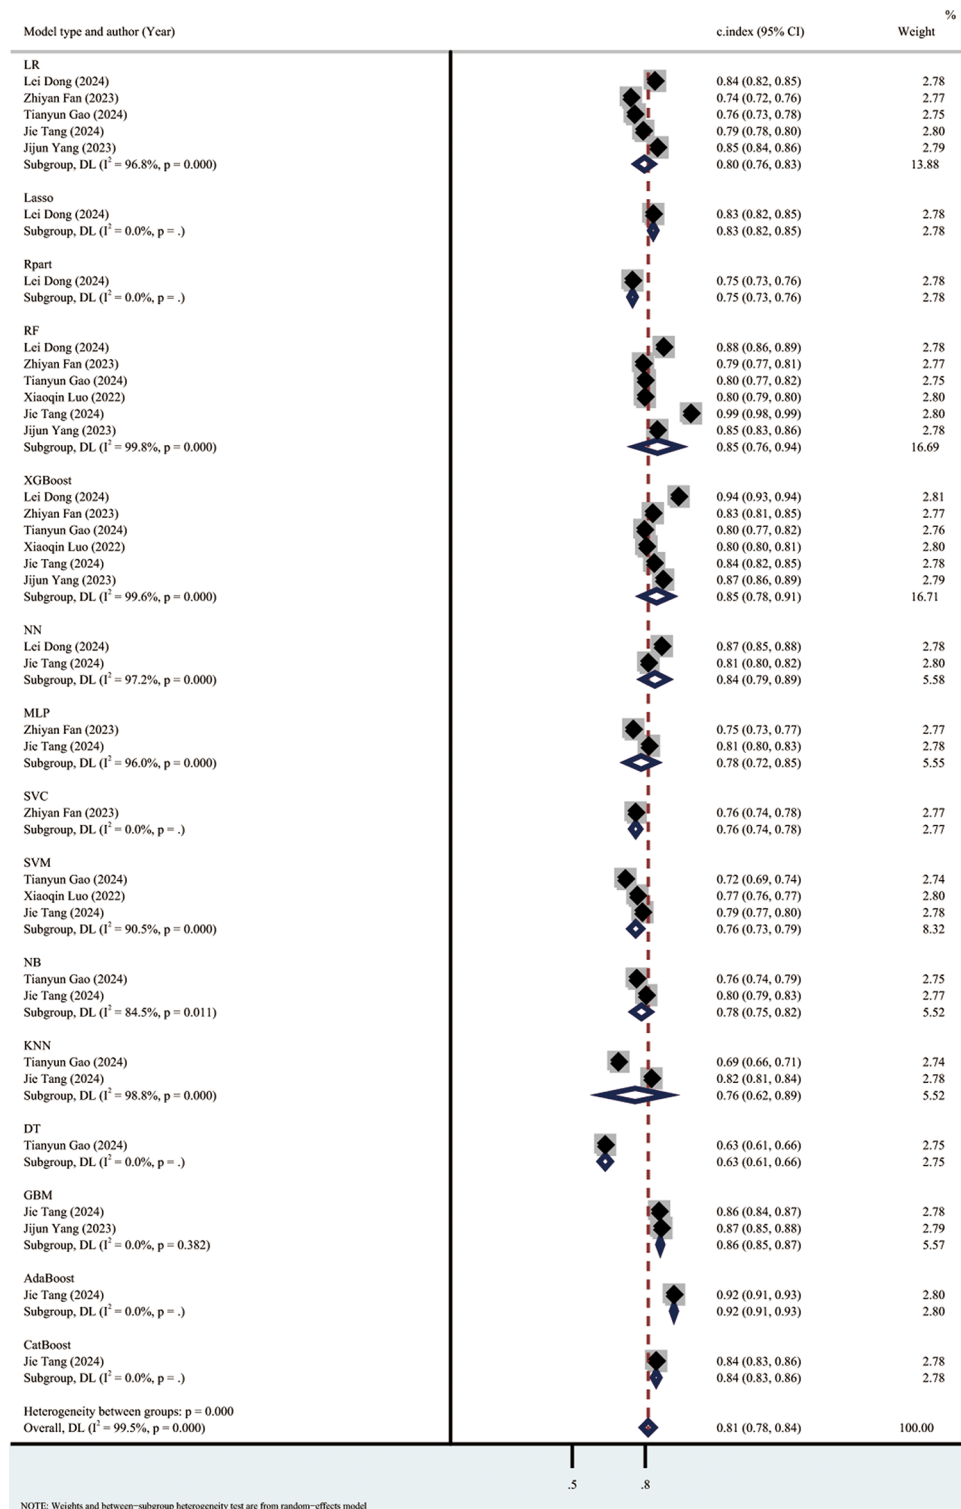 %
Model type and author (Year) c.index (95% CI) Weight
LR
Lei Dong (2024) 0.84 (0.82, 0.85) 2.78
Zhiyan Fan (2023) 0.74 (0.72, 0.76) 2.77
Tianyun Gao (2024) 0.76 (0.73, 0.78) 2.75
Jie Tang (2024) 0.79 (0.78, 0.80) 2.80
Jijun Yang (2023) 0.85 (0.84, 0.86) 2.79
Subgroup, DL (I² = 96.8%, p = 0.000) 0.80 (0.76, 0.83) 13.88
Lasso
Lei Dong (2024) 0.83 (0.82, 0.85) 2.78
Subgroup, DL (I² = 0.0%, p = .) 0.83 (0.82, 0.85) 2.78
Rpart
Lei Dong (2024) 0.75 (0.73, 0.76) 2.78
Subgroup, DL (I² = 0.0%, p = .) 0.75 (0.73, 0.76) 2.78
RF
Lei Dong (2024) 0.88 (0.86, 0.89) 2.78
Zhiyan Fan (2023) 0.79 (0.77, 0.81) 2.77
Tianyun Gao (2024) 0.80 (0.77, 0.82) 2.75
Xiaoqin Luo (2022) 0.80 (0.79, 0.80) 2.80
Jie Tang (2024) 0.99 (0.98, 0.99) 2.80
Jijun Yang (2023) 0.85 (0.83, 0.86) 2.78
Subgroup, DL (I² = 99.8%, p = 0.000) 0.85 (0.76, 0.94) 16.69
XGBoost
Lei Dong (2024) 0.94 (0.93, 0.94) 2.81
Zhiyan Fan (2023) 0.83 (0.81, 0.85) 2.77
Tianyun Gao (2024) 0.80 (0.77, 0.82) 2.76
Xiaoqin Luo (2022) 0.80 (0.80, 0.81) 2.80
Jie Tang (2024) 0.84 (0.82, 0.85) 2.78
Jijun Yang (2023) 0.87 (0.86, 0.89) 2.79
Subgroup, DL (I² = 99.6%, p = 0.000) 0.85 (0.78, 0.91) 16.71
NN
Lei Dong (2024) 0.87 (0.85, 0.88) 2.78
Jie Tang (2024) 0.81 (0.80, 0.82) 2.80
Subgroup, DL (I² = 97.2%, p = 0.000) 0.84 (0.79, 0.89) 5.58
MLP
Zhiyan Fan (2023) 0.75 (0.73, 0.77) 2.77
Jie Tang (2024) 0.81 (0.80, 0.83) 2.78
Subgroup, DL (I² = 96.0%, p = 0.000) 0.78 (0.72, 0.85) 5.55
SVC
Zhiyan Fan (2023) 0.76 (0.74, 0.78) 2.77
Subgroup, DL (I² = 0.0%, p = .) 0.76 (0.74, 0.78) 2.77
SVM
Tianyun Gao (2024) 0.72 (0.69, 0.74) 2.74
Xiaoqin Luo (2022) 0.77 (0.76, 0.77) 2.80
Jie Tang (2024) 0.79 (0.77, 0.80) 2.78
Subgroup, DL (I² = 90.5%, p = 0.000) 0.76 (0.73, 0.79) 8.32
NB
Tianyun Gao (2024) 0.76 (0.74, 0.79) 2.75
Jie Tang (2024) 0.80 (0.79, 0.83) 2.77
Subgroup, DL (I² = 84.5%, p = 0.011) 0.78 (0.75, 0.82) 5.52
KNN
Tianyun Gao (2024) 0.69 (0.66, 0.71) 2.74
Jie Tang (2024) 0.82 (0.81, 0.84) 2.78
Subgroup, DL (I² = 98.8%, p = 0.000) 0.76 (0.62, 0.89) 5.52
DT
Tianyun Gao (2024) 0.63 (0.61, 0.66) 2.75
Subgroup, DL (I² = 0.0%, p = .) 0.63 (0.61, 0.66) 2.75
GBM
Jie Tang (2024) 0.86 (0.84, 0.87) 2.78
Jijun Yang (2023) 0.87 (0.85, 0.88) 2.79
Subgroup, DL (I² = 0.0%, p = 0.382) 0.86 (0.85, 0.87) 5.57
AdaBoost
Jie Tang (2024) 0.92 (0.91, 0.93) 2.80
Subgroup, DL (I² = 0.0%, p = .) 0.92 (0.91, 0.93) 2.80
CatBoost
Jie Tang (2024) 0.84 (0.83, 0.86) 2.78
Subgroup, DL (I² = 0.0%, p = .) 0.84 (0.83, 0.86) 2.78
Heterogeneity between groups: p = 0.000
Overall, DL (I² = 99.5%, p = 0.000) 0.81 (0.78, 0.84) 100.00
.5 .8
NOTE: Weights and between−subgroup heterogeneity test are from random−effects model